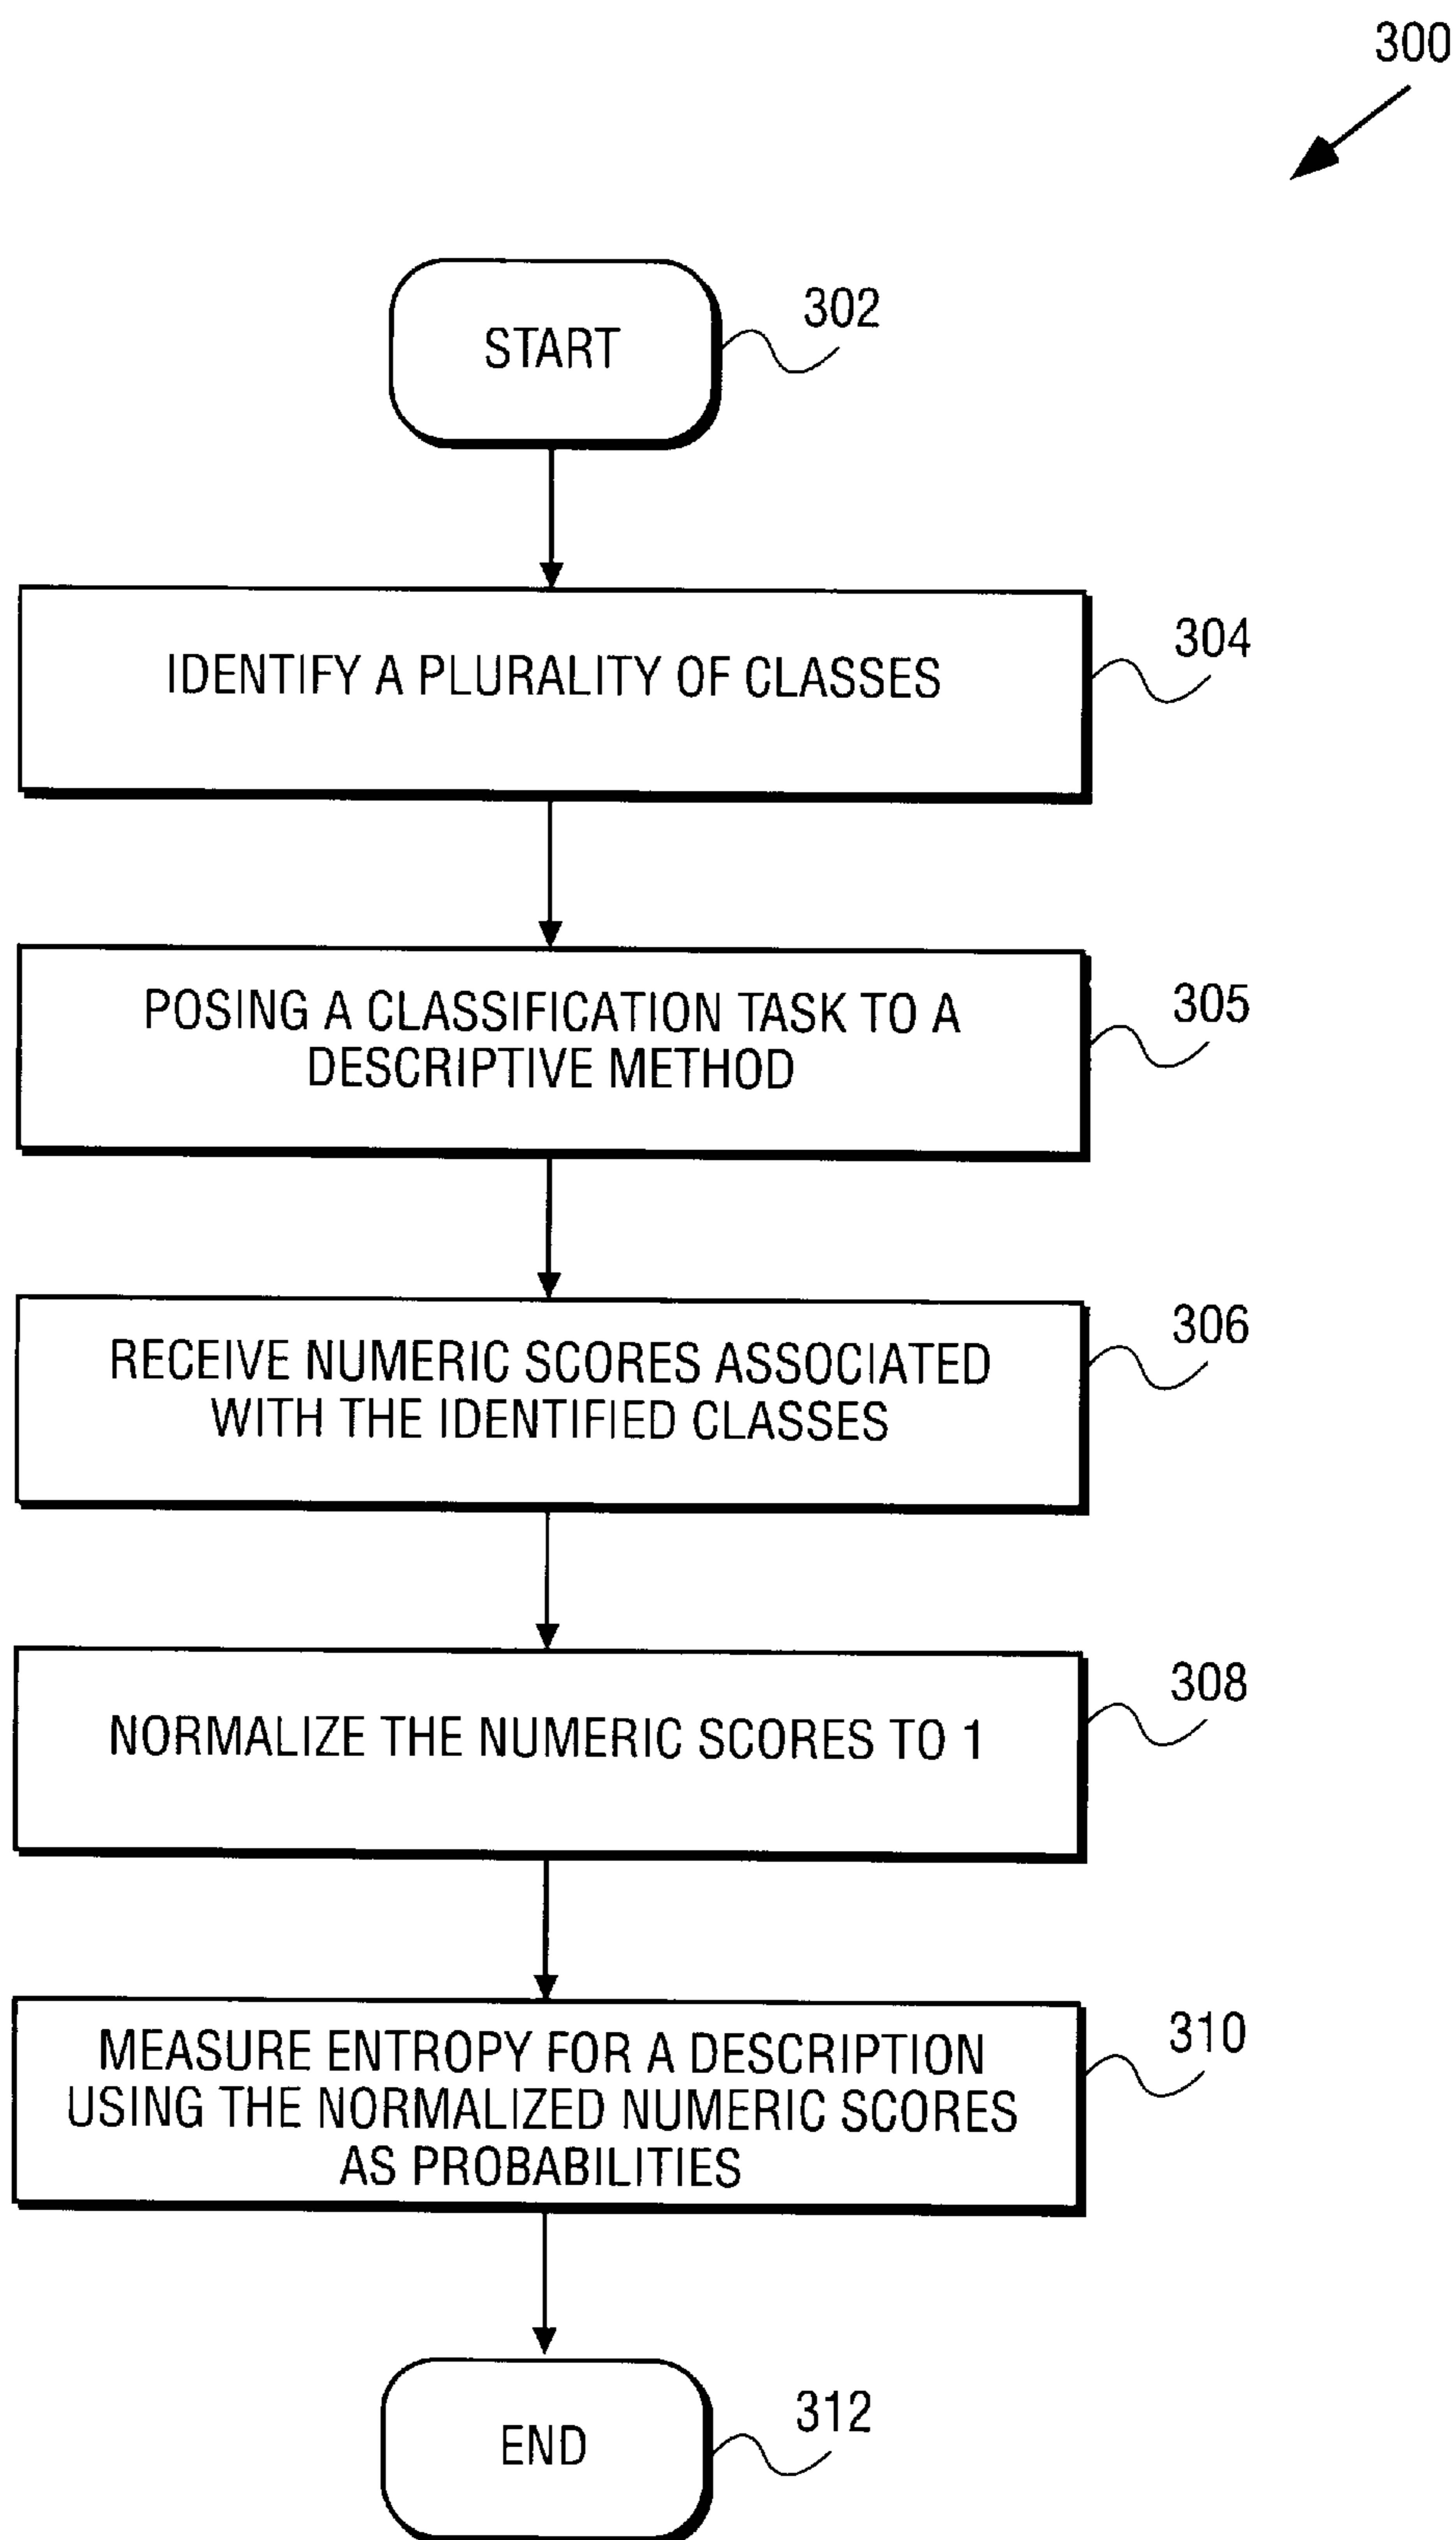 300
START
302
IDENTIFY A PLURALITY OF CLASSES
304
POSING A CLASSIFICATION TASK TO A
DESCRIPTIVE METHOD
305
RECEIVE NUMERIC SCORES ASSOCIATED
WITH THE IDENTIFIED CLASSES
306
NORMALIZE THE NUMERIC SCORES TO 1
308
MEASURE ENTROPY FOR A DESCRIPTION
USING THE NORMALIZED NUMERIC SCORES
AS PROBABILITIES
310
END
312